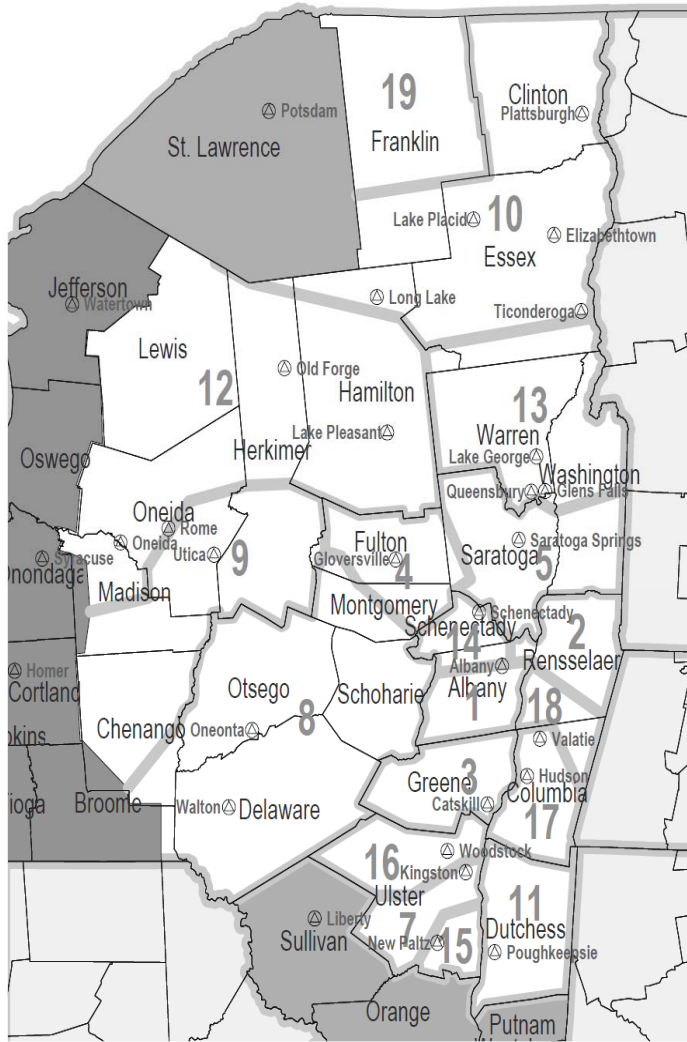 19
Clinton
Potsdam
Plattsburgh
Franklin
St. Lawrence
Lake Placid
10
Elizabethtown
Essex
Jefferson
Watertown
Long Lake
Ticonderoga
Lewis
Old Forge
12
Hamilton
13
Warren
Lake Pleasant
Herkimer
Lake George
Oswego
Washington
Queensbury
Glens Falls
Oneida
Rome
Oneida
Utica
Fulton
Saratoga Springs
Syracuse
9
Gloversville
4
Saratoga
5
Onondaga
Madison
Montgomery
Schenectady
Schenectady
2
14
Rensselaer
Homer
Albany
Otsego
Schoharie
Albany
Cortland
1
18
Chenango
Oneonta
8
Valatie
okins
Greene
3
Hudson
Columbia
ioga
Broome
Walton
Delaware
Catskill
17
16
Woodstock
Kingston
Ulster
11
Liberty
7
Dutchess
Sullivan
New Paltz
15
Poughkeepsie
Orange
Putnam